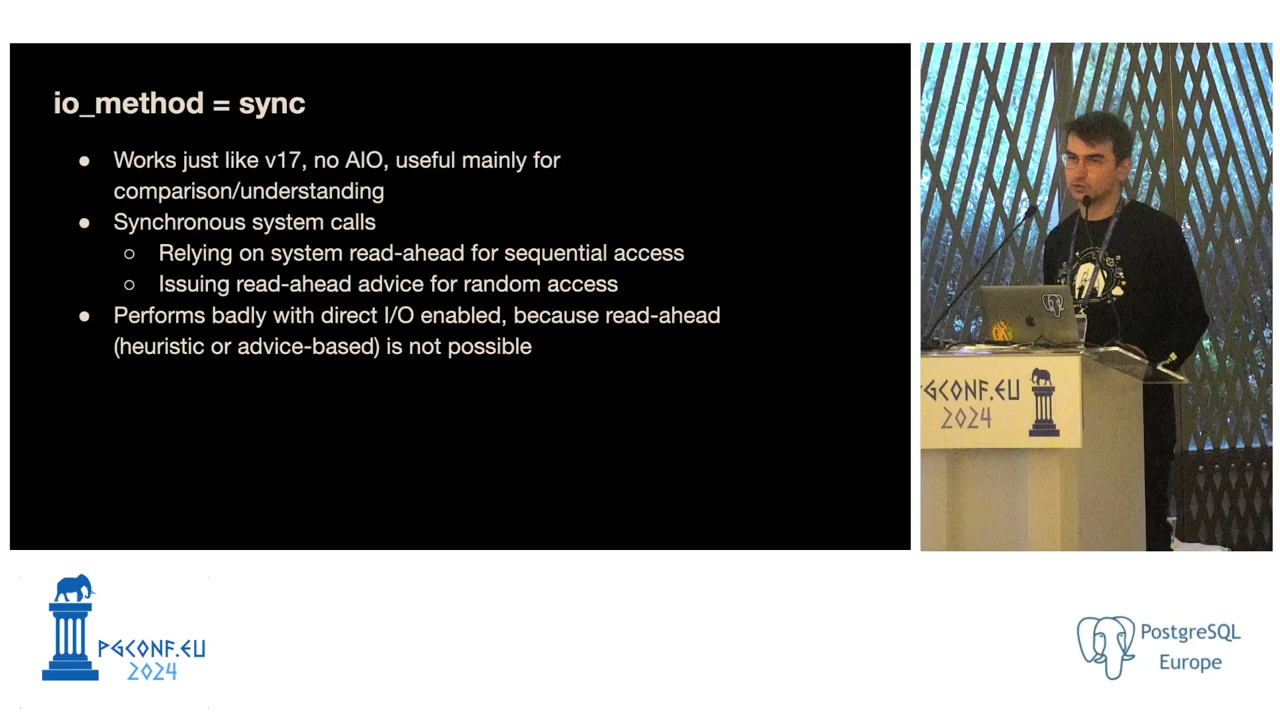 io_method = sync
● Works just like v17, no AIO, useful mainly for
comparison/understanding
● Synchronous system calls
○ Relying on system read-ahead for sequential access
○ Issuing read-ahead advice for random access
● Performs badly with direct I/O enabled, because read-ahead
(heuristic or advice-based) is not possible
PGCONF.EU
2024
PGCONF.EU
2024
PostgreSQL
Europe